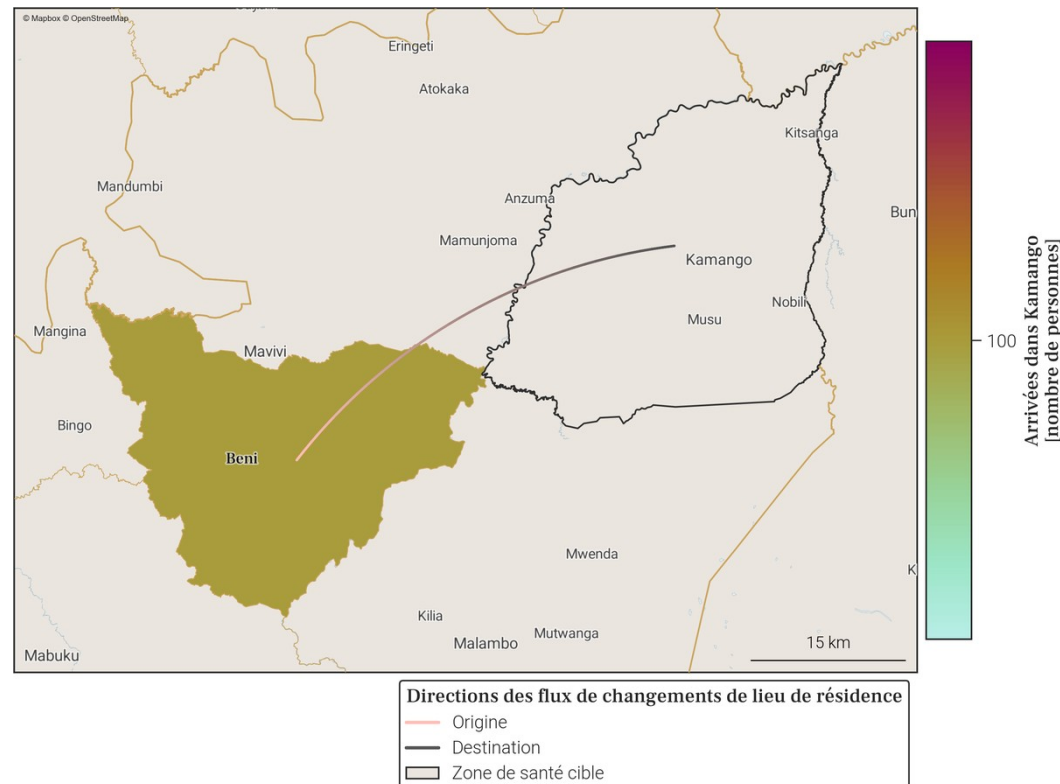 © Mapbox © OpenStreetMap
Eringeti
Atokaka
Kitsanga
Mandumbi
Anzuma
Bun
Mamunjoma
Kamango
Nobili
Musu
Mangina
Mavivi
Bingo
Beni
Mwenda
K
Kilia
Mutwanga
Malambo
15 km
Mabuku
100
Arrivées dans Kamango
[nombre de personnes]
Directions des flux de changements de lieu de résidence
Origine
Destination
Zone de santé cible